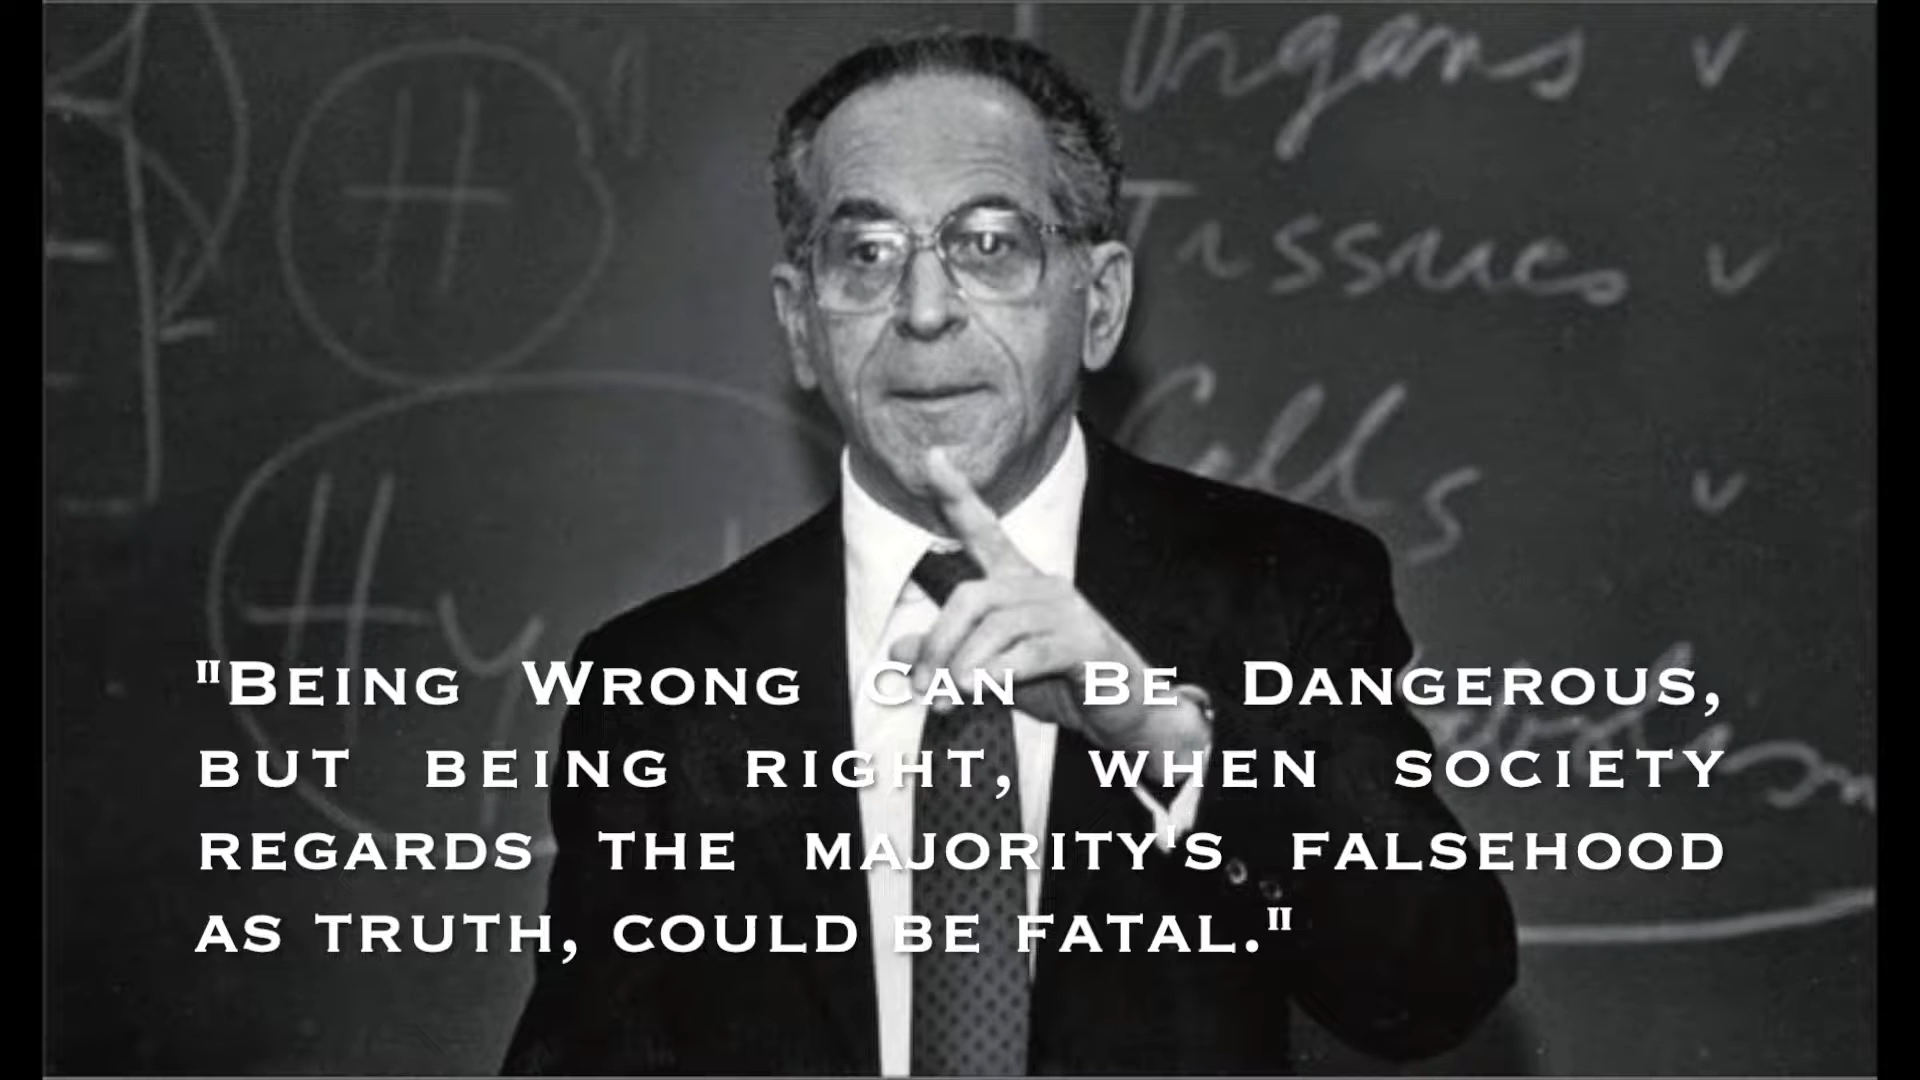 Organs ✓
Tissues ✓
Cells ✓
H
Hy
"BEING WRONG CAN BE DANGEROUS,
BUT BEING RIGHT, WHEN SOCIETY
REGARDS THE MAJORITY'S FALSEHOOD
AS TRUTH, COULD BE FATAL."